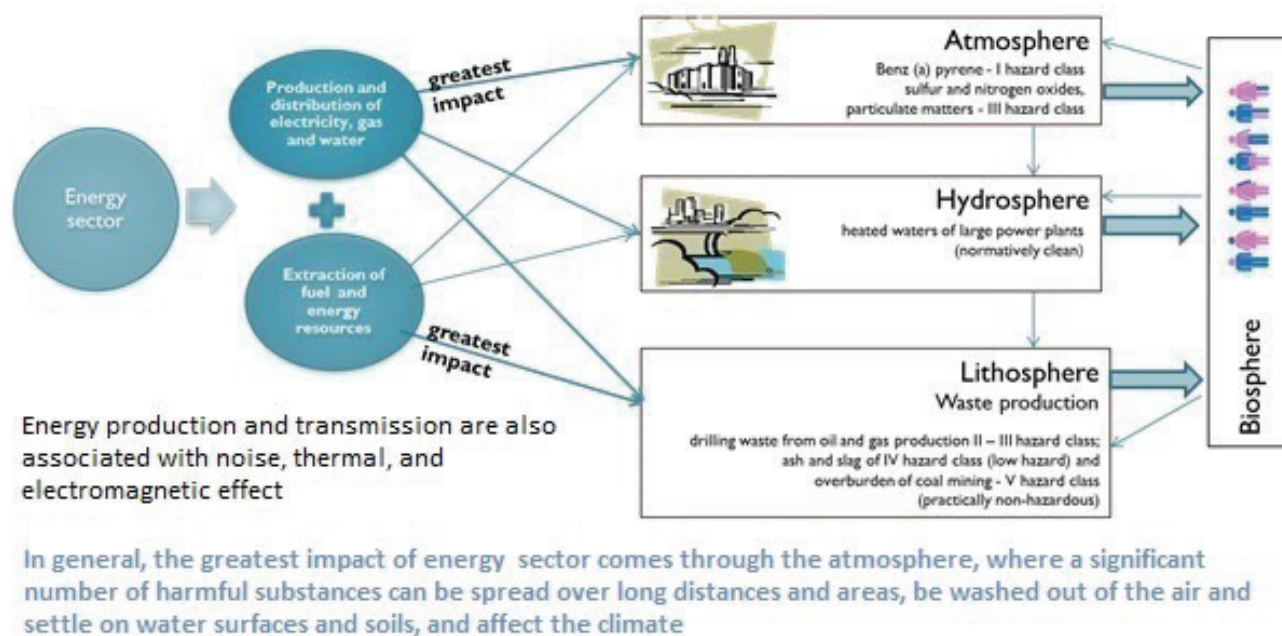 Energy
sector
Production and
distribution of
electricity, gas
and water
Extraction of
fuel and
energy
resources
greatest
impact
greatest
impact
Atmosphere
Benz (a) pyrene - I hazard class
sulfur and nitrogen oxides,
particulate matters - III hazard class
Hydrosphere
heated waters of large power plants
(normatively clean)
Lithosphere
Waste production
drilling waste from oil and gas production II – III hazard class;
ash and slag of IV hazard class (low hazard) and
overburden of coal mining - V hazard class
(practically non-hazardous)
Biosphere
Energy production and transmission are also
associated with noise, thermal, and
electromagnetic effect
In general, the greatest impact of energy sector comes through the atmosphere, where a significant
number of harmful substances can be spread over long distances and areas, be washed out of the air and
settle on water surfaces and soils, and affect the climate